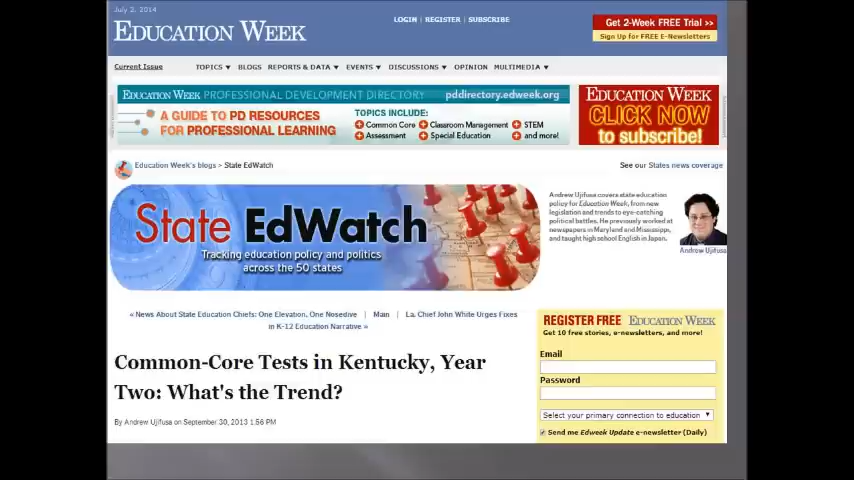 July 2, 2014
EDUCATION WEEK
LOGIN | REGISTER | SUBSCRIBE
Get 2-Week FREE Trial >>
Sign Up for FREE E-Newsletters
Current Issue
TOPICS ▼ BLOGS REPORTS & DATA ▼ EVENTS ▼ DISCUSSIONS ▼ OPINION MULTIMEDIA ▼
EDUCATION WEEK PROFESSIONAL DEVELOPMENT DIRECTORY pddirectory.edweek.org
A GUIDE TO PD RESOURCES
FOR PROFESSIONAL LEARNING
TOPICS INCLUDE:
Common Core Classroom Management STEM
Assessment Special Education and more!
EDUCATION WEEK
CLICK NOW
to subscribe!
Education Week's blogs > State EdWatch
See our States news coverage
State EdWatch
Tracking education policy and politics
across the 50 states
Andrew Ujifusa covers state education
policy for Education Week, from new
legislation and trends to eye-catching
political battles. He previously worked at
newspapers in Maryland and Mississippi,
and taught high school English in Japan.
Andrew Ujifusa
« News About State Education Chiefs: One Elevation, One Nosedive | Main | La. Chief John White Urges Fixes
in K-12 Education Narrative »
Common-Core Tests in Kentucky, Year
Two: What's the Trend?
By Andrew Ujifusa on September 30, 2013 1:56 PM
REGISTER FREE EDUCATION WEEK
Get 10 free stories, e-newsletters, and more!
Email
Password
Select your primary connection to education ▼
Send me Edweek Update e-newsletter (Daily)